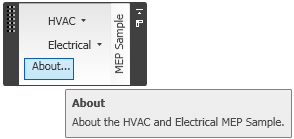 HVAC
Electrical
About...
MEP Sample
About
About the HVAC and Electrical MEP Sample.